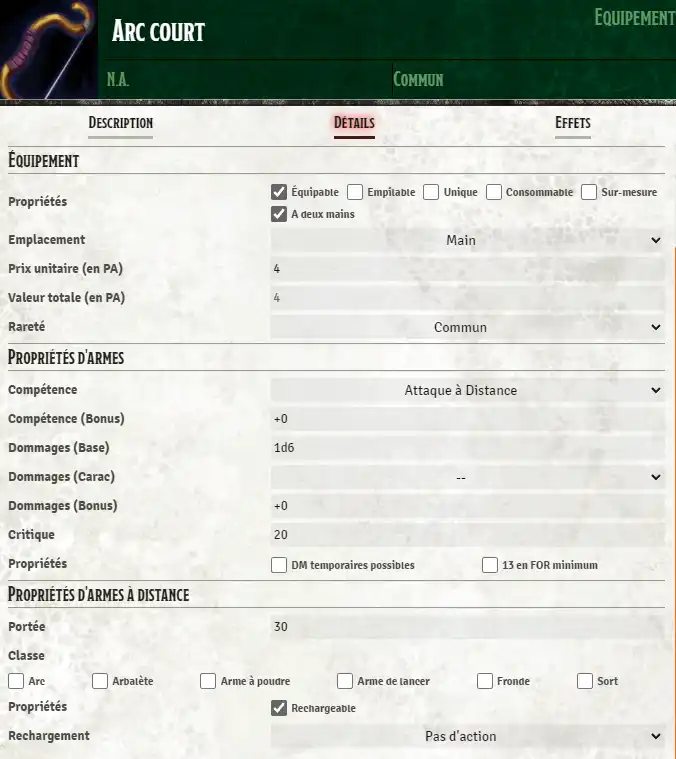 ARC COURT
EQUIPEMENT
N.A.
COMMUN
DESCRIPTION
DÉTAILS
EFFETS
ÉQUIPEMENT
Propriétés
Équipable Empilable Unique Consommable Sur-mesure
A deux mains
Emplacement Main
Prix unitaire (en PA) 4
Valeur totale (en PA) 4
Rareté Commun
PROPRIÉTÉS D'ARMES
Compétence Attaque à Distance
Compétence (Bonus) +0
Dommages (Base) 1d6
Dommages (Carac) --
Dommages (Bonus) +0
Critique 20
Propriétés DM temporaires possibles 13 en FOR minimum
PROPRIÉTÉS D'ARMES À DISTANCE
Portée 30
Classe
Arc Arbalète Arme à poudre Arme de lancer Fronde Sort
Propriétés Rechargeable
Rechargement Pas d'action